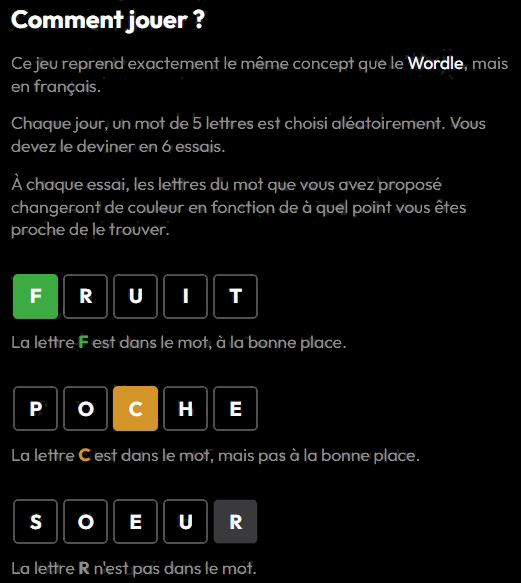 Comment jouer ?
Ce jeu reprend exactement le même concept que le Wordle, mais
en français.
Chaque jour, un mot de 5 lettres est choisi aléatoirement. Vous
devez le deviner en 6 essais.
À chaque essai, les lettres du mot que vous avez proposé
changeront de couleur en fonction de à quel point vous êtes
proche de le trouver.
F R U I T
La lettre F est dans le mot, à la bonne place.
P O C H E
La lettre C est dans le mot, mais pas à la bonne place.
S O E U R
La lettre R n'est pas dans le mot.